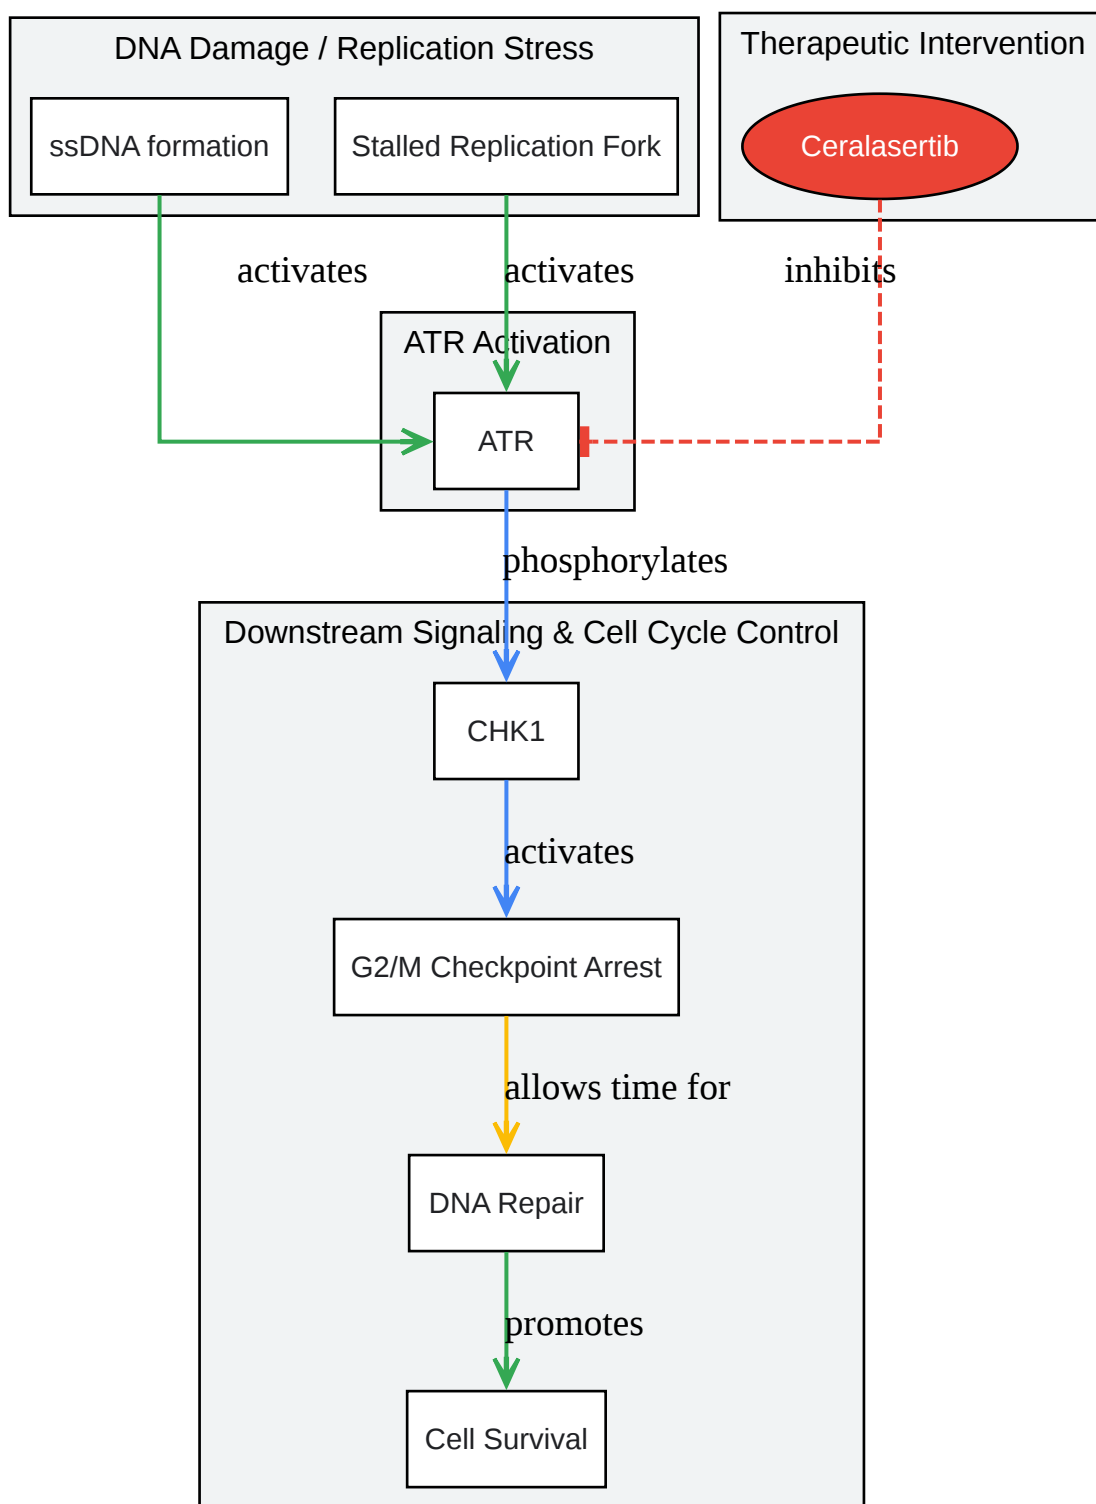 DNA Damage / Replication Stress
Therapeutic Intervention
ssDNA formation
Stalled Replication Fork
Ceralasertib
activates
activates
inhibits
ATR Activation
ATR
phosphorylates
Downstream Signaling & Cell Cycle Control
CHK1
activates
G2/M Checkpoint Arrest
allows time for
DNA Repair
promotes
Cell Survival